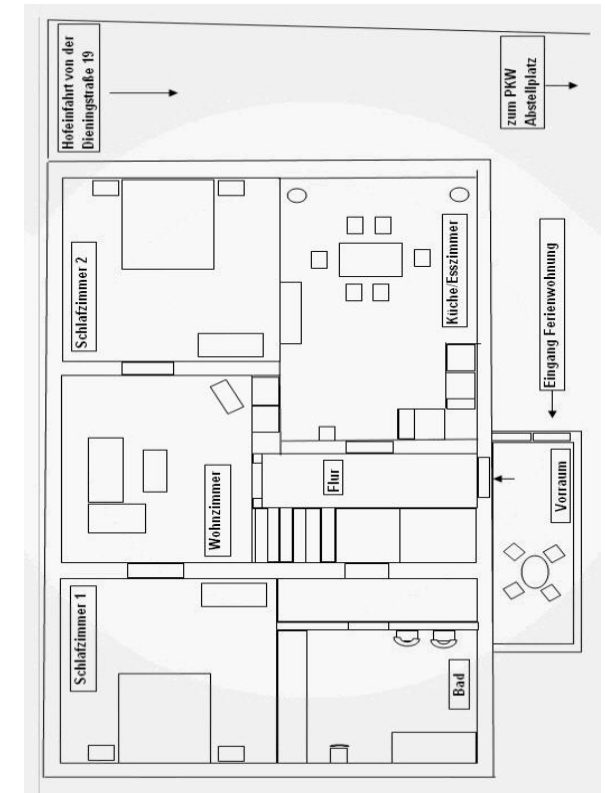 Hofeinfahrt von der
Dieningstraße 19
zum PKW
Abstellplatz
Schlafzimmer 2
Küche/Esszimmer
Eingang Ferienwohnung
Wohnzimmer
Flur
Vorraum
Schlafzimmer 1
Bad